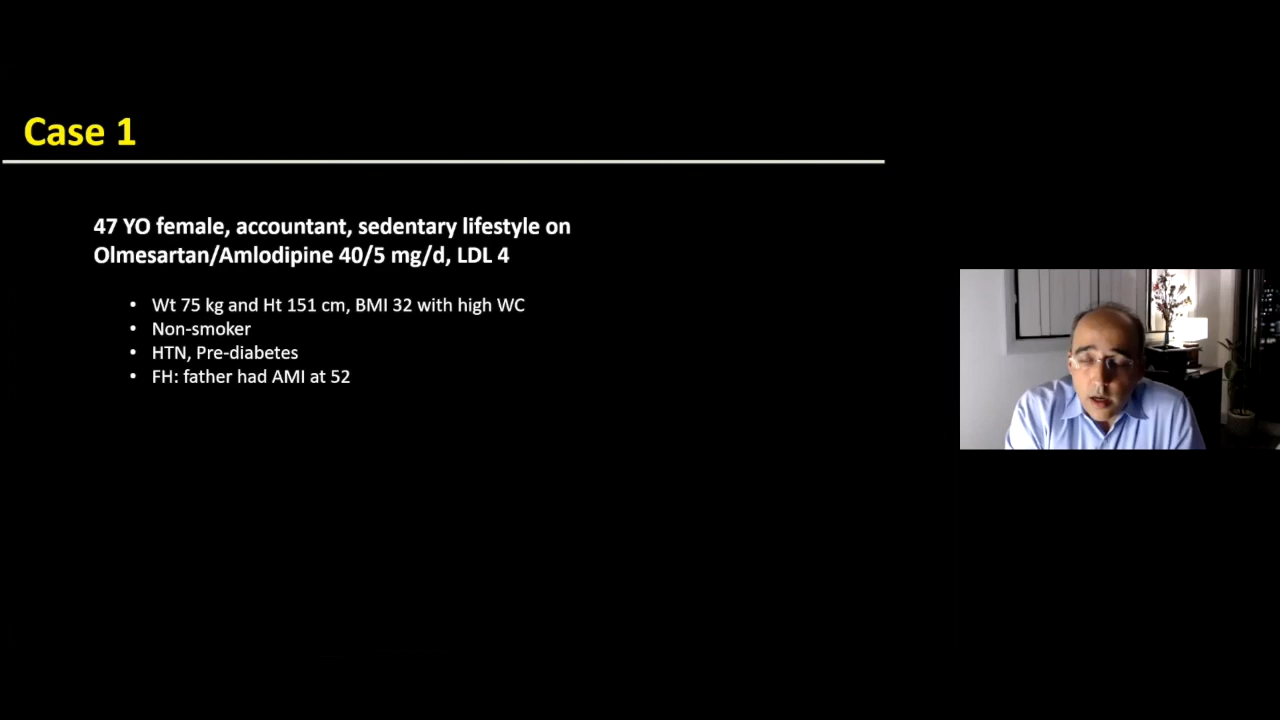 Case 1
47 YO female, accountant, sedentary lifestyle on
Olmesartan/Amlodipine 40/5 mg/d, LDL 4
• Wt 75 kg and Ht 151 cm, BMI 32 with high WC
• Non-smoker
• HTN, Pre-diabetes
• FH: father had AMI at 52